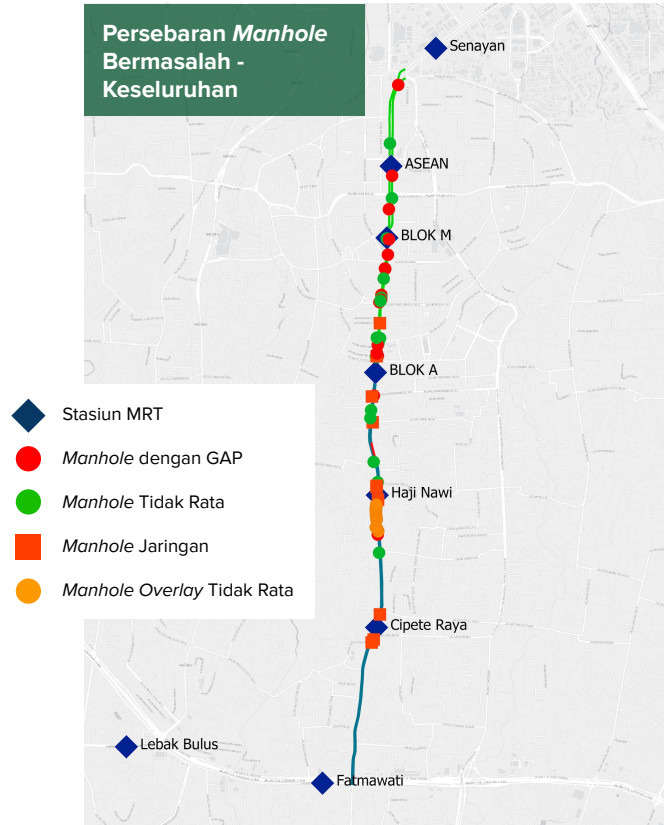 Persebaran Manhole
Bermasalah -
Keseluruhan
Senayan
ASEAN
BLOK M
BLOK A
Stasiun MRT
Manhole dengan GAP
Manhole Tidak Rata
Haji Nawi
Manhole Jaringan
Manhole Overlay Tidak Rata
Cipete Raya
Lebak Bulus
Fatmawati